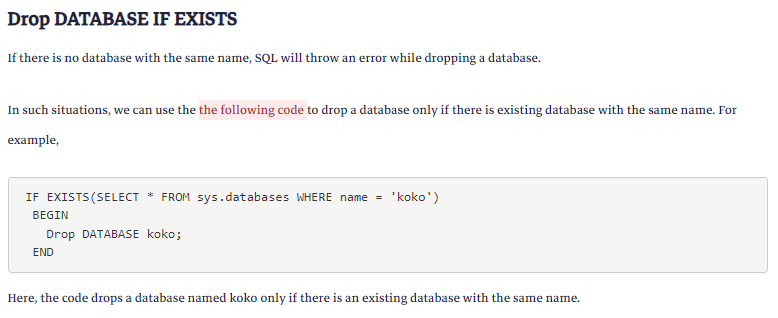 Drop DATABASE IF EXISTS
If there is no database with the same name, SQL will throw an error while dropping a database.
In such situations, we can use the the following code to drop a database only if there is existing database with the same name. For
example,
IF EXISTS(SELECT * FROM sys.databases WHERE name = 'koko')
BEGIN
Drop DATABASE koko;
END
Here, the code drops a database named koko only if there is an existing database with the same name.